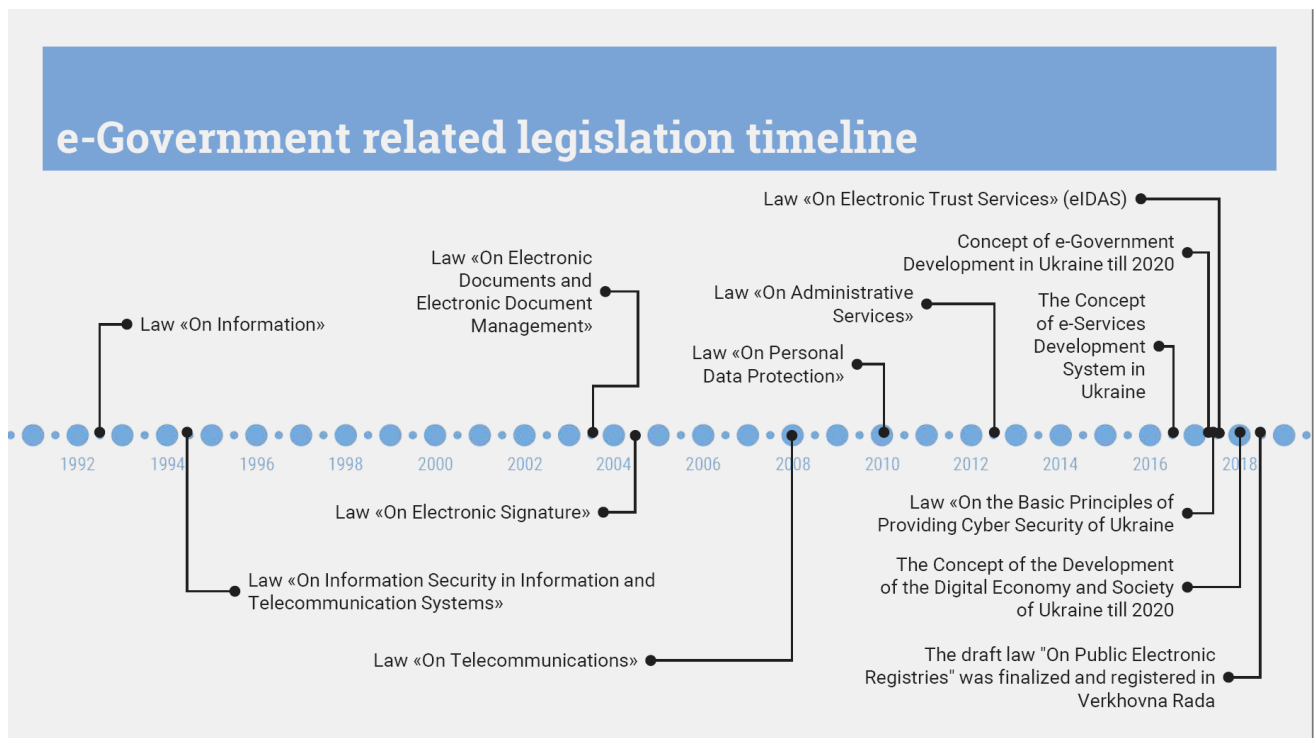 e-Government related legislation timeline
Law «On Electronic Trust Services» (eIDAS)
Concept of e-Government
Development in Ukraine till 2020
Law «On Electronic
Documents and
Electronic Document
Management»
Law «On Administrative
Services»
The Concept
of e-Services
Development
System in
Ukraine
Law «On Information»
Law «On Personal
Data Protection»
1992 1994 1996 1998 2000 2002 2004 2006 2008 2010 2012 2014 2016 2018
Law «On Electronic Signature»
Law «On the Basic Principles of
Providing Cyber Security of Ukraine
Law «On Information Security in Information and
Telecommunication Systems»
The Concept of the Development
of the Digital Economy and Society
of Ukraine till 2020
Law «On Telecommunications»
The draft law "On Public Electronic
Registries" was finalized and registered in
Verkhovna Rada